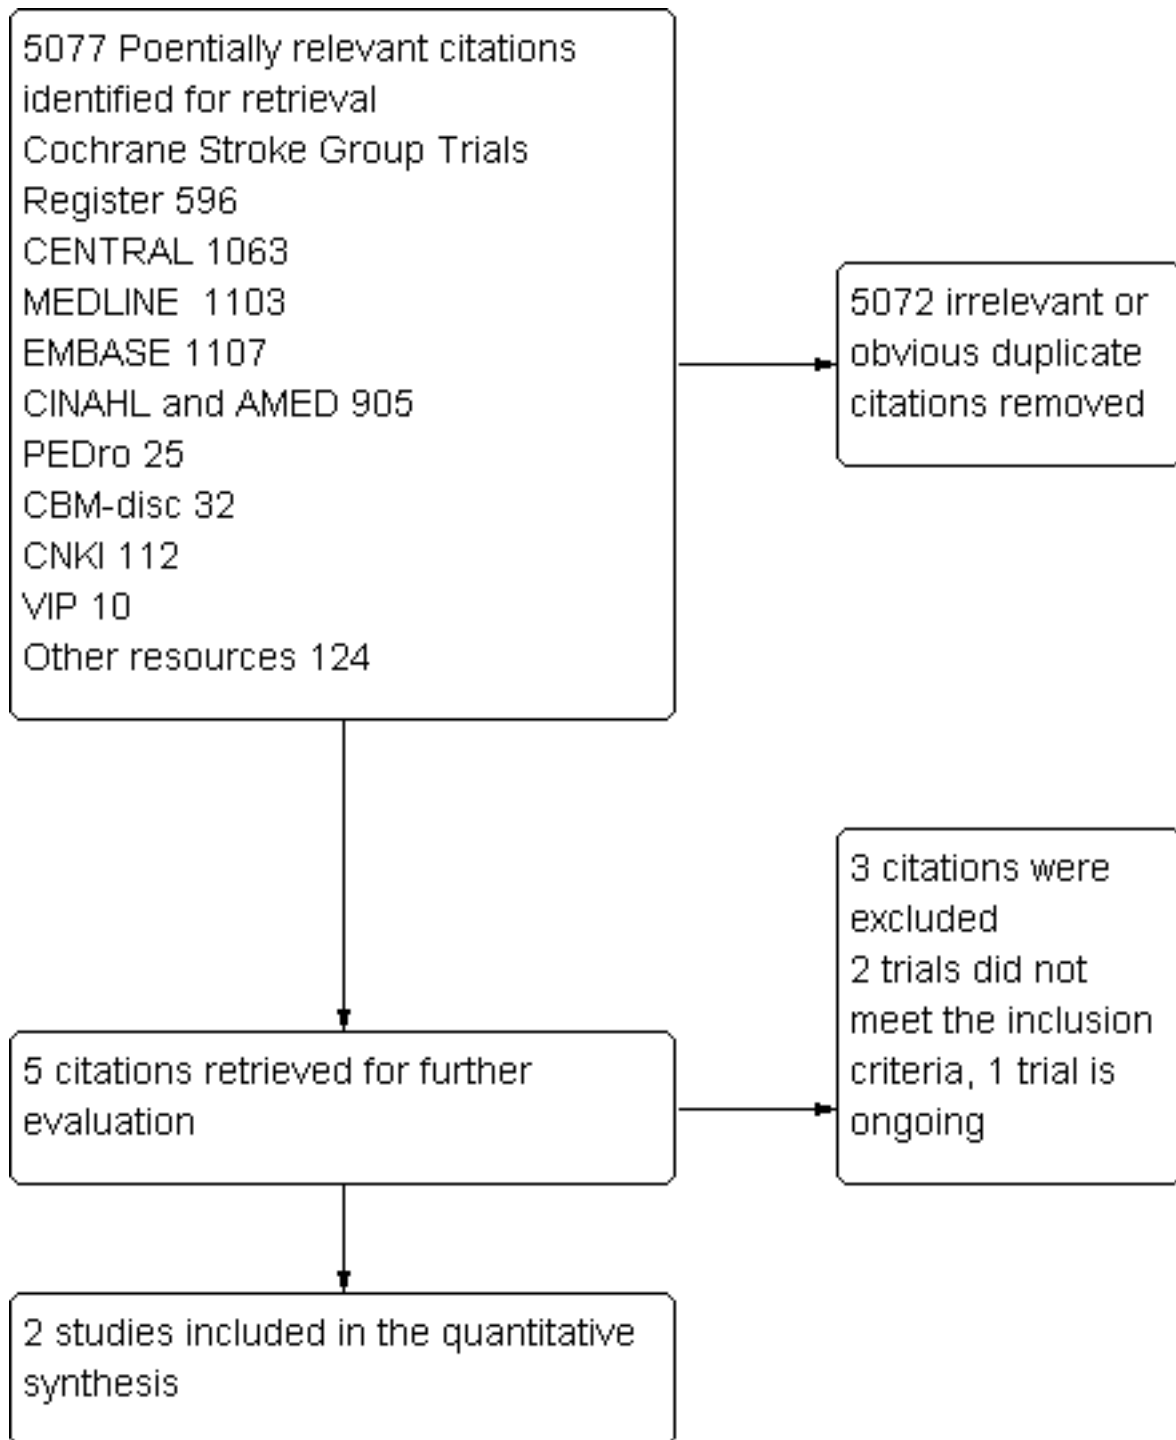 5077 Poentially relevant citations
identified for retrieval
Cochrane Stroke Group Trials
Register 596
CENTRAL 1063
MEDLINE  1103
EMBASE 1107
CINAHL and AMED 905
PEDro 25
CBM-disc 32
CNKI 112
VIP 10
Other resources 124
5072 irrelevant or
obvious duplicate
citations removed
5 citations retrieved for further
evaluation
3 citations were
excluded
2 trials did not
meet the inclusion
criteria, 1 trial is
ongoing
2 studies included in the quantitative
synthesis